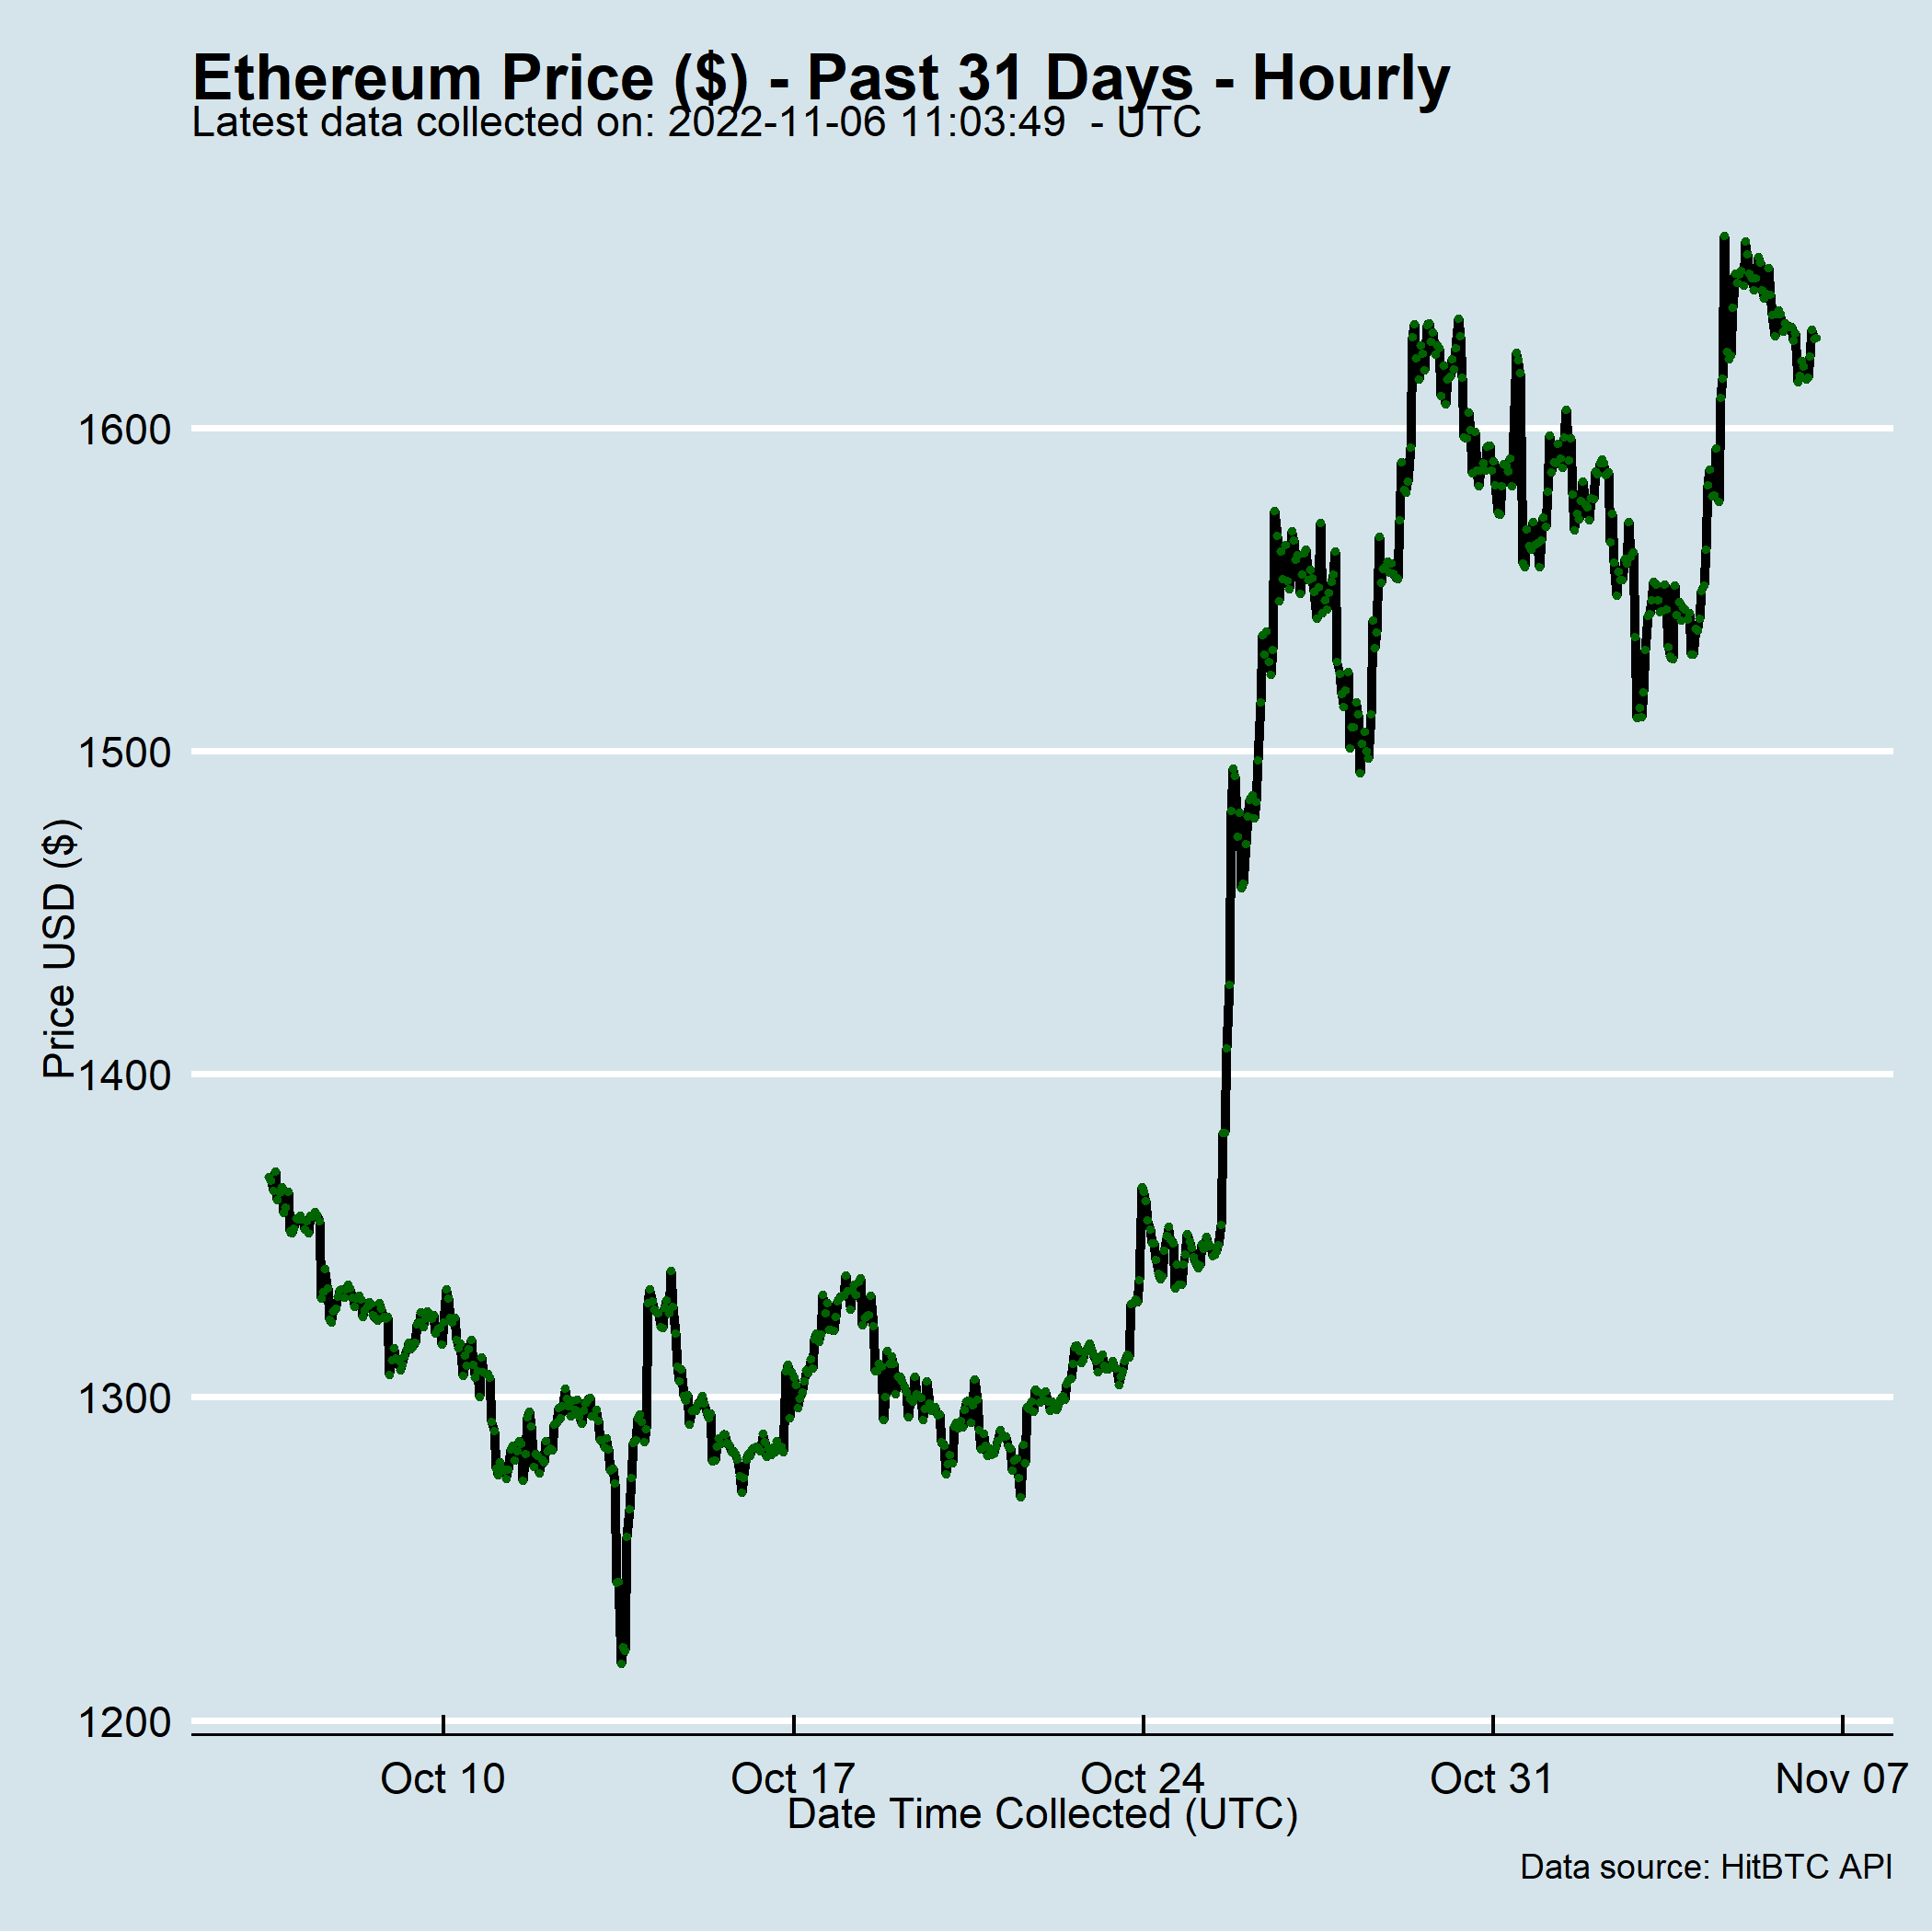 Ethereum Price ($) - Past 31 Days - Hourly
Latest data collected on: 2022-11-06 11:03:49  - UTC
Price USD ($)
1600
1500
1400
1300
1200
Oct 10 Oct 17 Oct 24 Oct 31 Nov 07
Date Time Collected (UTC)
Data source: HitBTC API